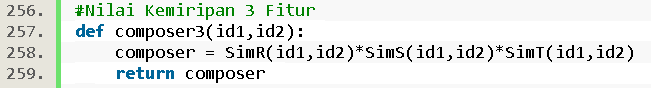 256. #Nilai Kemiripan 3 Fitur
257. def composer3(id1,id2):
258.     composer = SimR(id1,id2)*SimS(id1,id2)*SimT(id1,id2)
259.     return composer